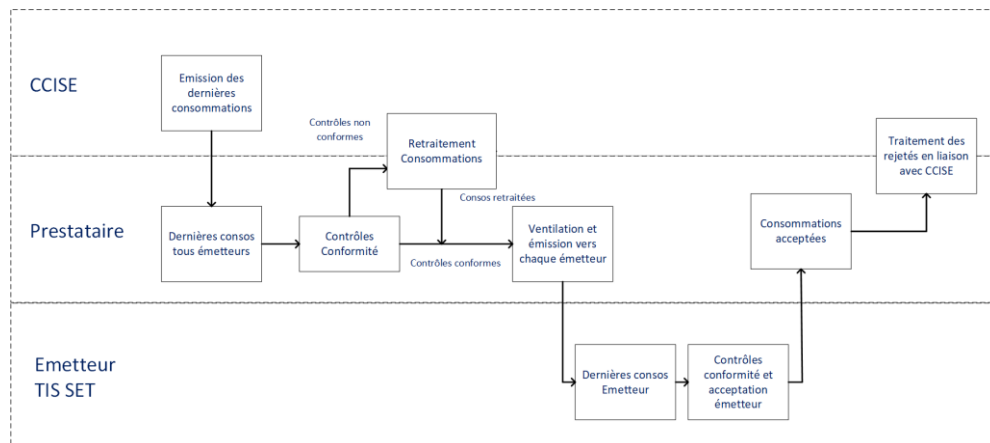 CCISE
Emission des
dernières
consommations
Contrôles non
conformes
Retraitement
Consommations
Traitement des
rejetés en liaison
avec CCISE
Prestataire
Dernières consos
tous émetteurs
Contrôles
Conformité
Consos retraitées
Contrôles conformes
Ventilation et
émission vers
chaque émetteur
Consommations
acceptées
Emetteur
TIS SET
Dernières consos
Emetteur
Contrôles
conformité et
acceptation
émetteur